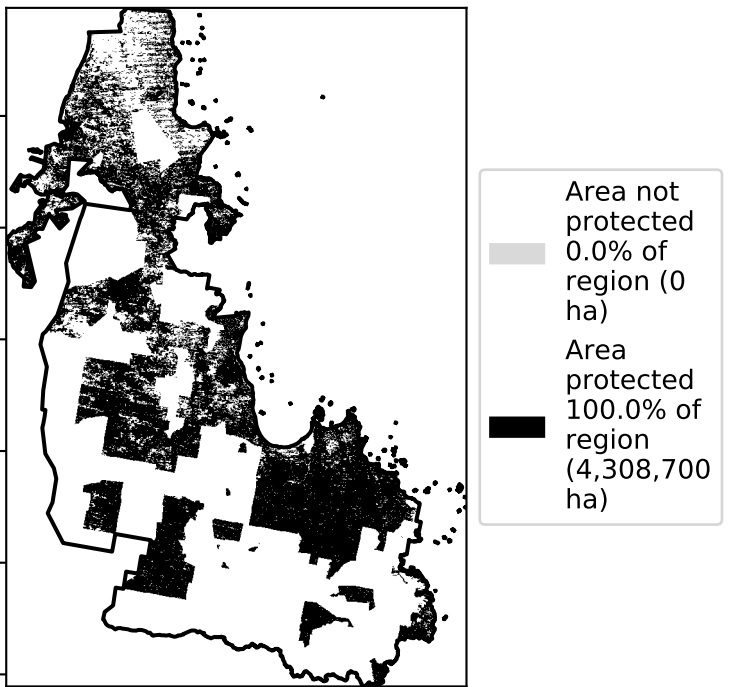 Area not
protected
0.0% of
region (0
ha)
Area
protected
100.0% of
region
(4,308,700
ha)